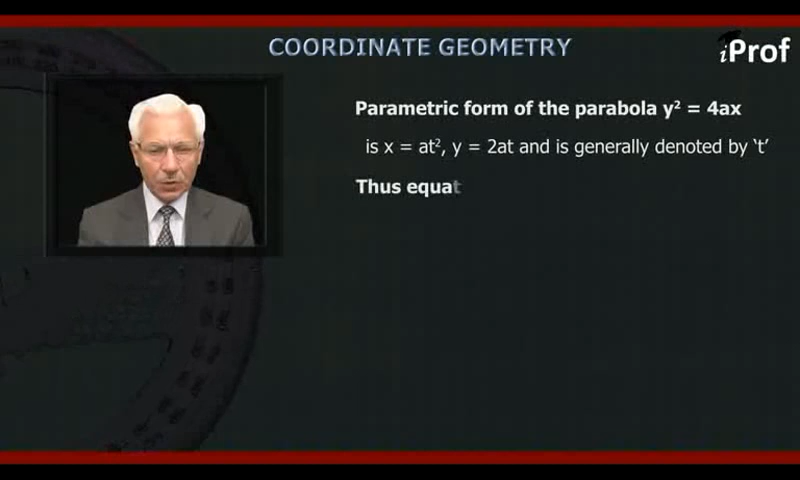 COORDINATE GEOMETRY
iProf
Parametric form of the parabola y² = 4ax
is x = at², y = 2at and is generally denoted by ‘t’
Thus equat